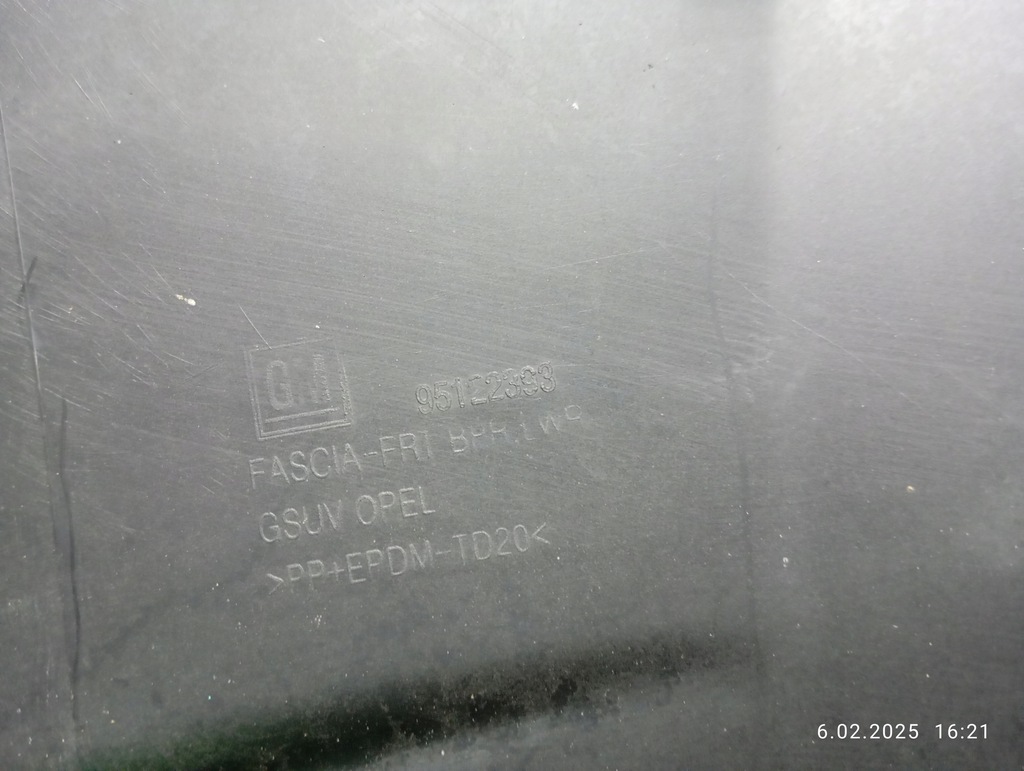 GM
95122393
FASCIA-FRT BPR.LWR
GSUV OPEL
>PP+EPDM-TD20<
6.02.2025 16:21